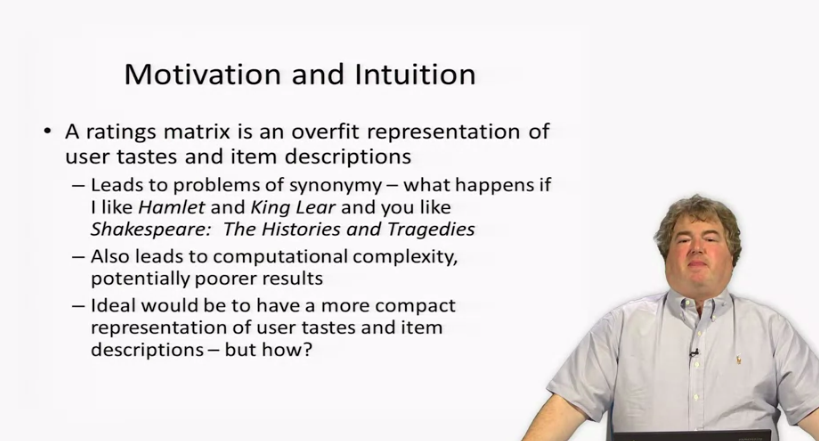 Motivation and Intuition
• A ratings matrix is an overfit representation of
user tastes and item descriptions
– Leads to problems of synonymy – what happens if
I like Hamlet and King Lear and you like
Shakespeare: The Histories and Tragedies
– Also leads to computational complexity,
potentially poorer results
– Ideal would be to have a more compact
representation of user tastes and item
descriptions – but how?